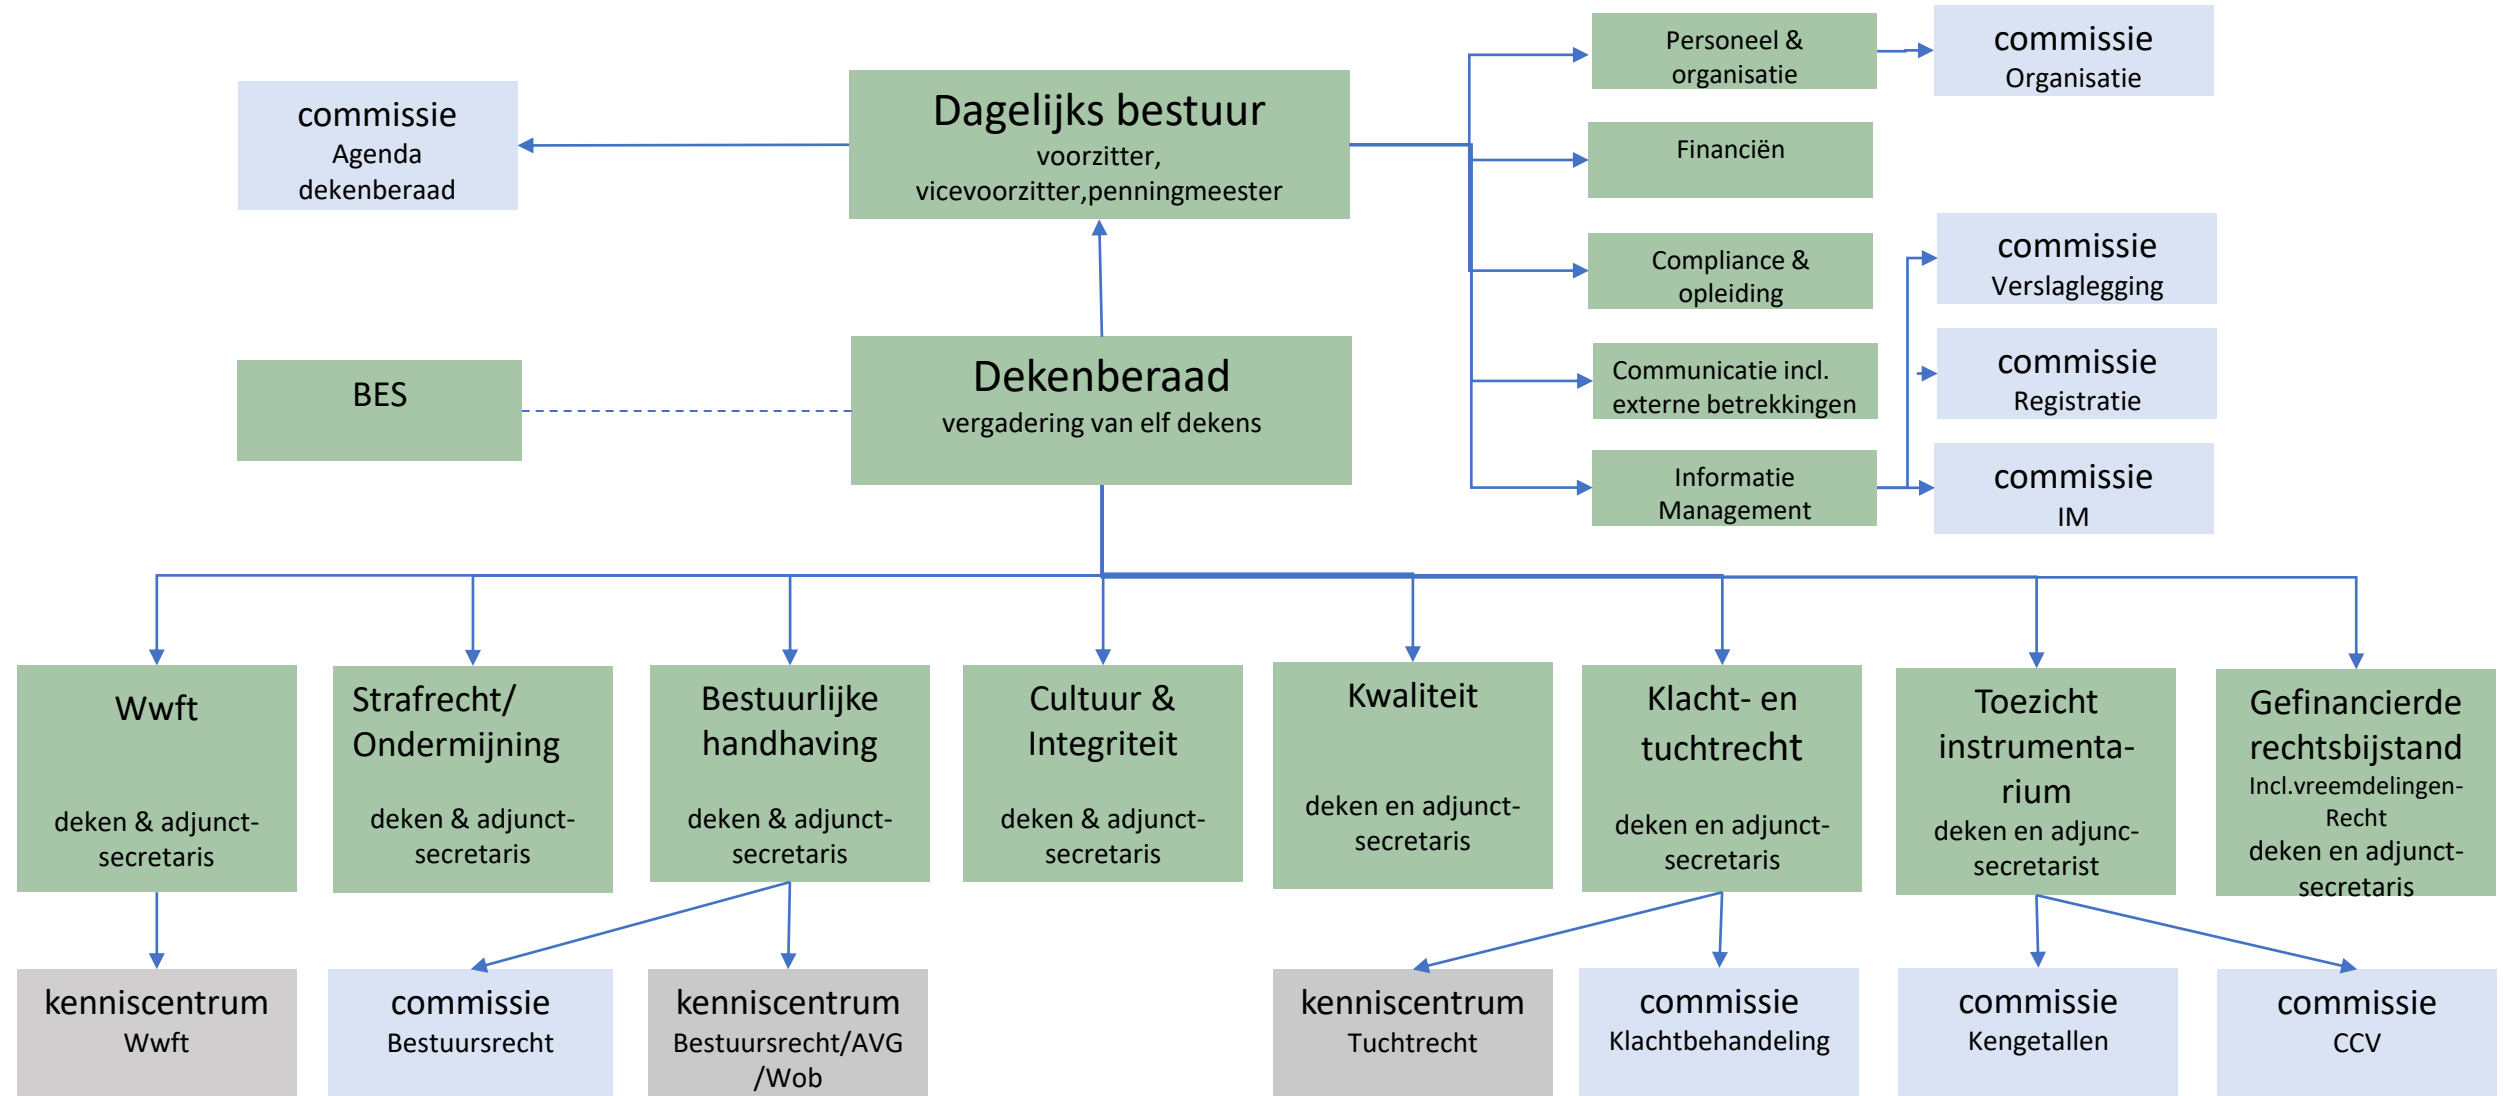 commissie
Agenda
dekenberaad
Dagelijks bestuur
voorzitter,
vicevoorzitter,penningmeester
Personeel &
organisatie
commissie
Organisatie
Financiën
Compliance &
opleiding
commissie
Verslaglegging
BES
Dekenberaad
vergadering van elf dekens
Communicatie incl.
externe betrekkingen
commissie
Registratie
Informatie
Management
commissie
IM
Wwft
deken & adjunct-
secretaris
Strafrecht/
Ondermijning
deken & adjunct-
secretaris
Bestuurlijke
handhaving
deken & adjunct-
secretaris
Cultuur &
Integriteit
deken & adjunct-
secretaris
Kwaliteit
deken en adjunct-
secretaris
Klacht- en
tuchtrecht
deken en adjunct-
secretaris
Toezicht
instrumenta-
rium
deken en adjunc-
secretarist
Gefinancierde
rechtsbijstand
Incl.vreemdelingen-
Recht
deken en adjunct-
secretaris
kenniscentrum
Wwft
commissie
Bestuursrecht
kenniscentrum
Bestuursrecht/AVG
/Wob
kenniscentrum
Tuchtrecht
commissie
Klachtbehandeling
commissie
Kengetallen
commissie
CCV